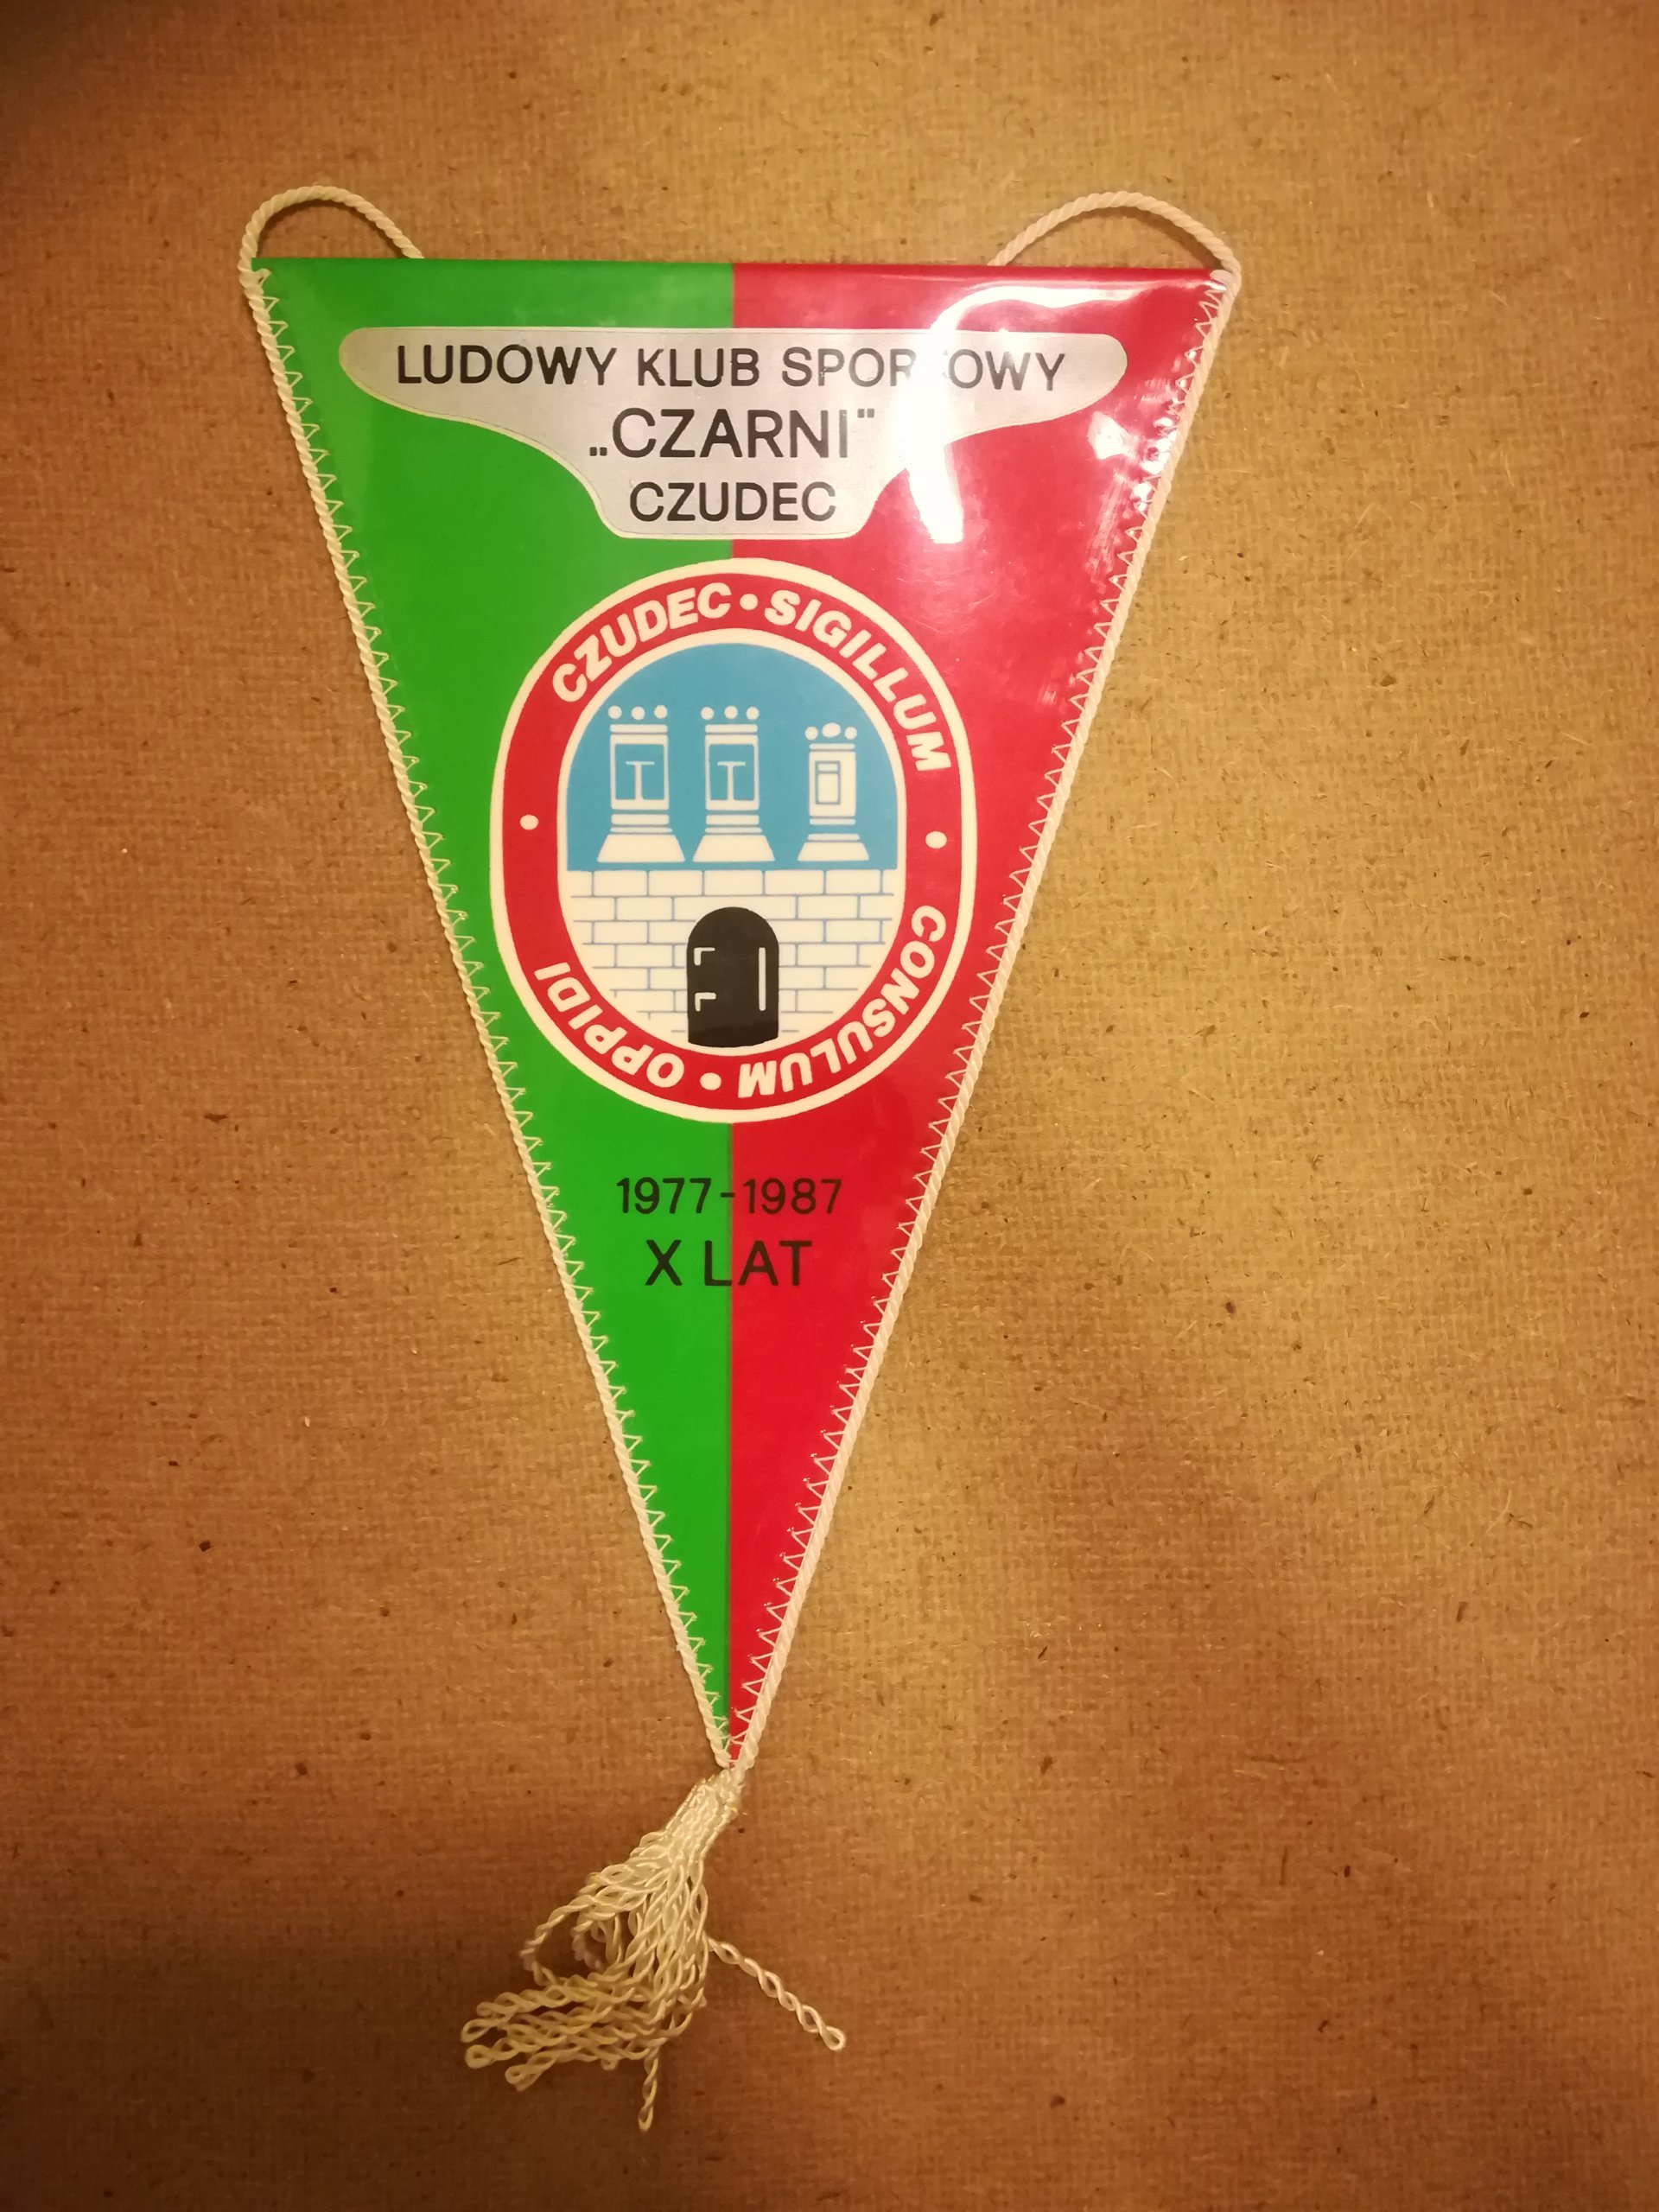 LUDOWY KLUB SPORTOWY
„CZARNI"
CZUDEC
CZUDEC • SIGILLUM • CONSULUM • OPPIDI •
1977-1987
X LAT